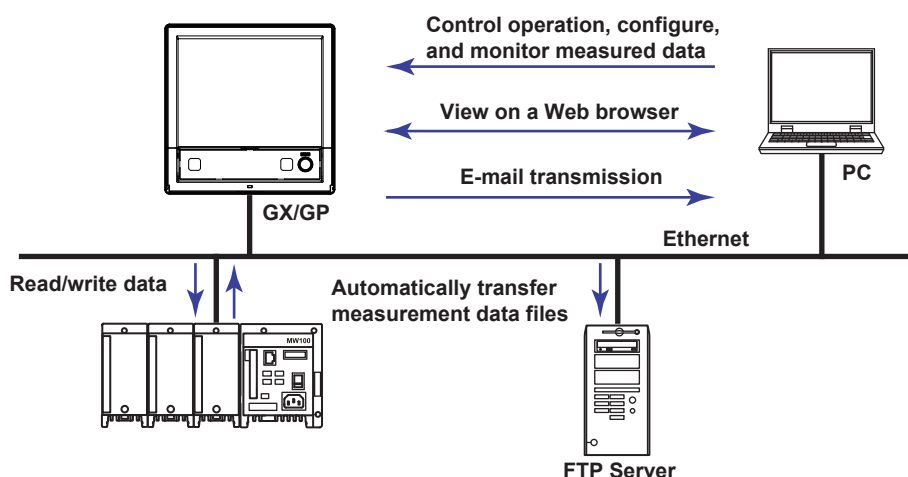 Control operation, configure,
and monitor measured data
View on a Web browser
E-mail transmission
PC
GX/GP
Ethernet
Read/write data
Automatically transfer
measurement data files
MW100
FTP Server